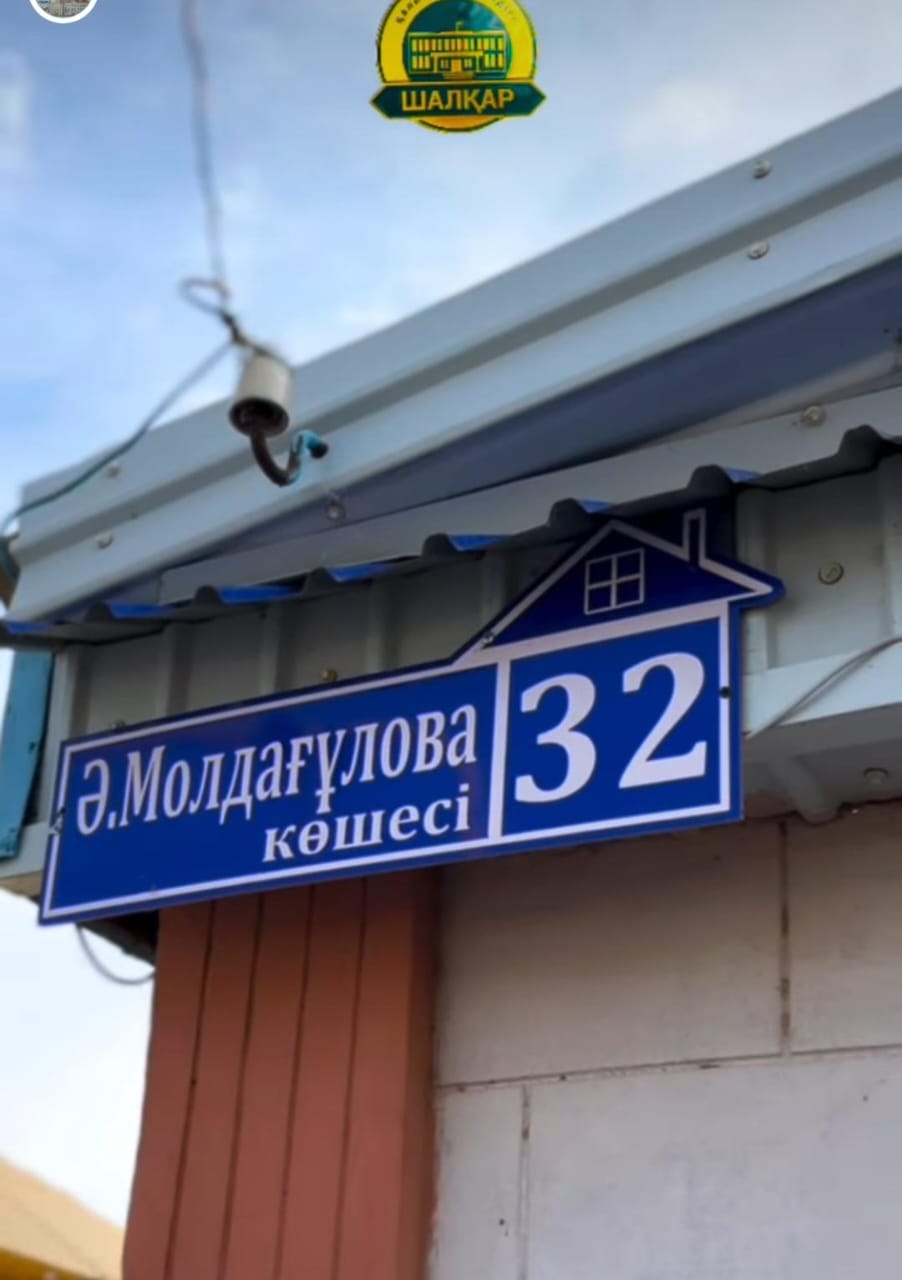 ШАЛҚАР
Ә.Молдағұлова
көшесі
32